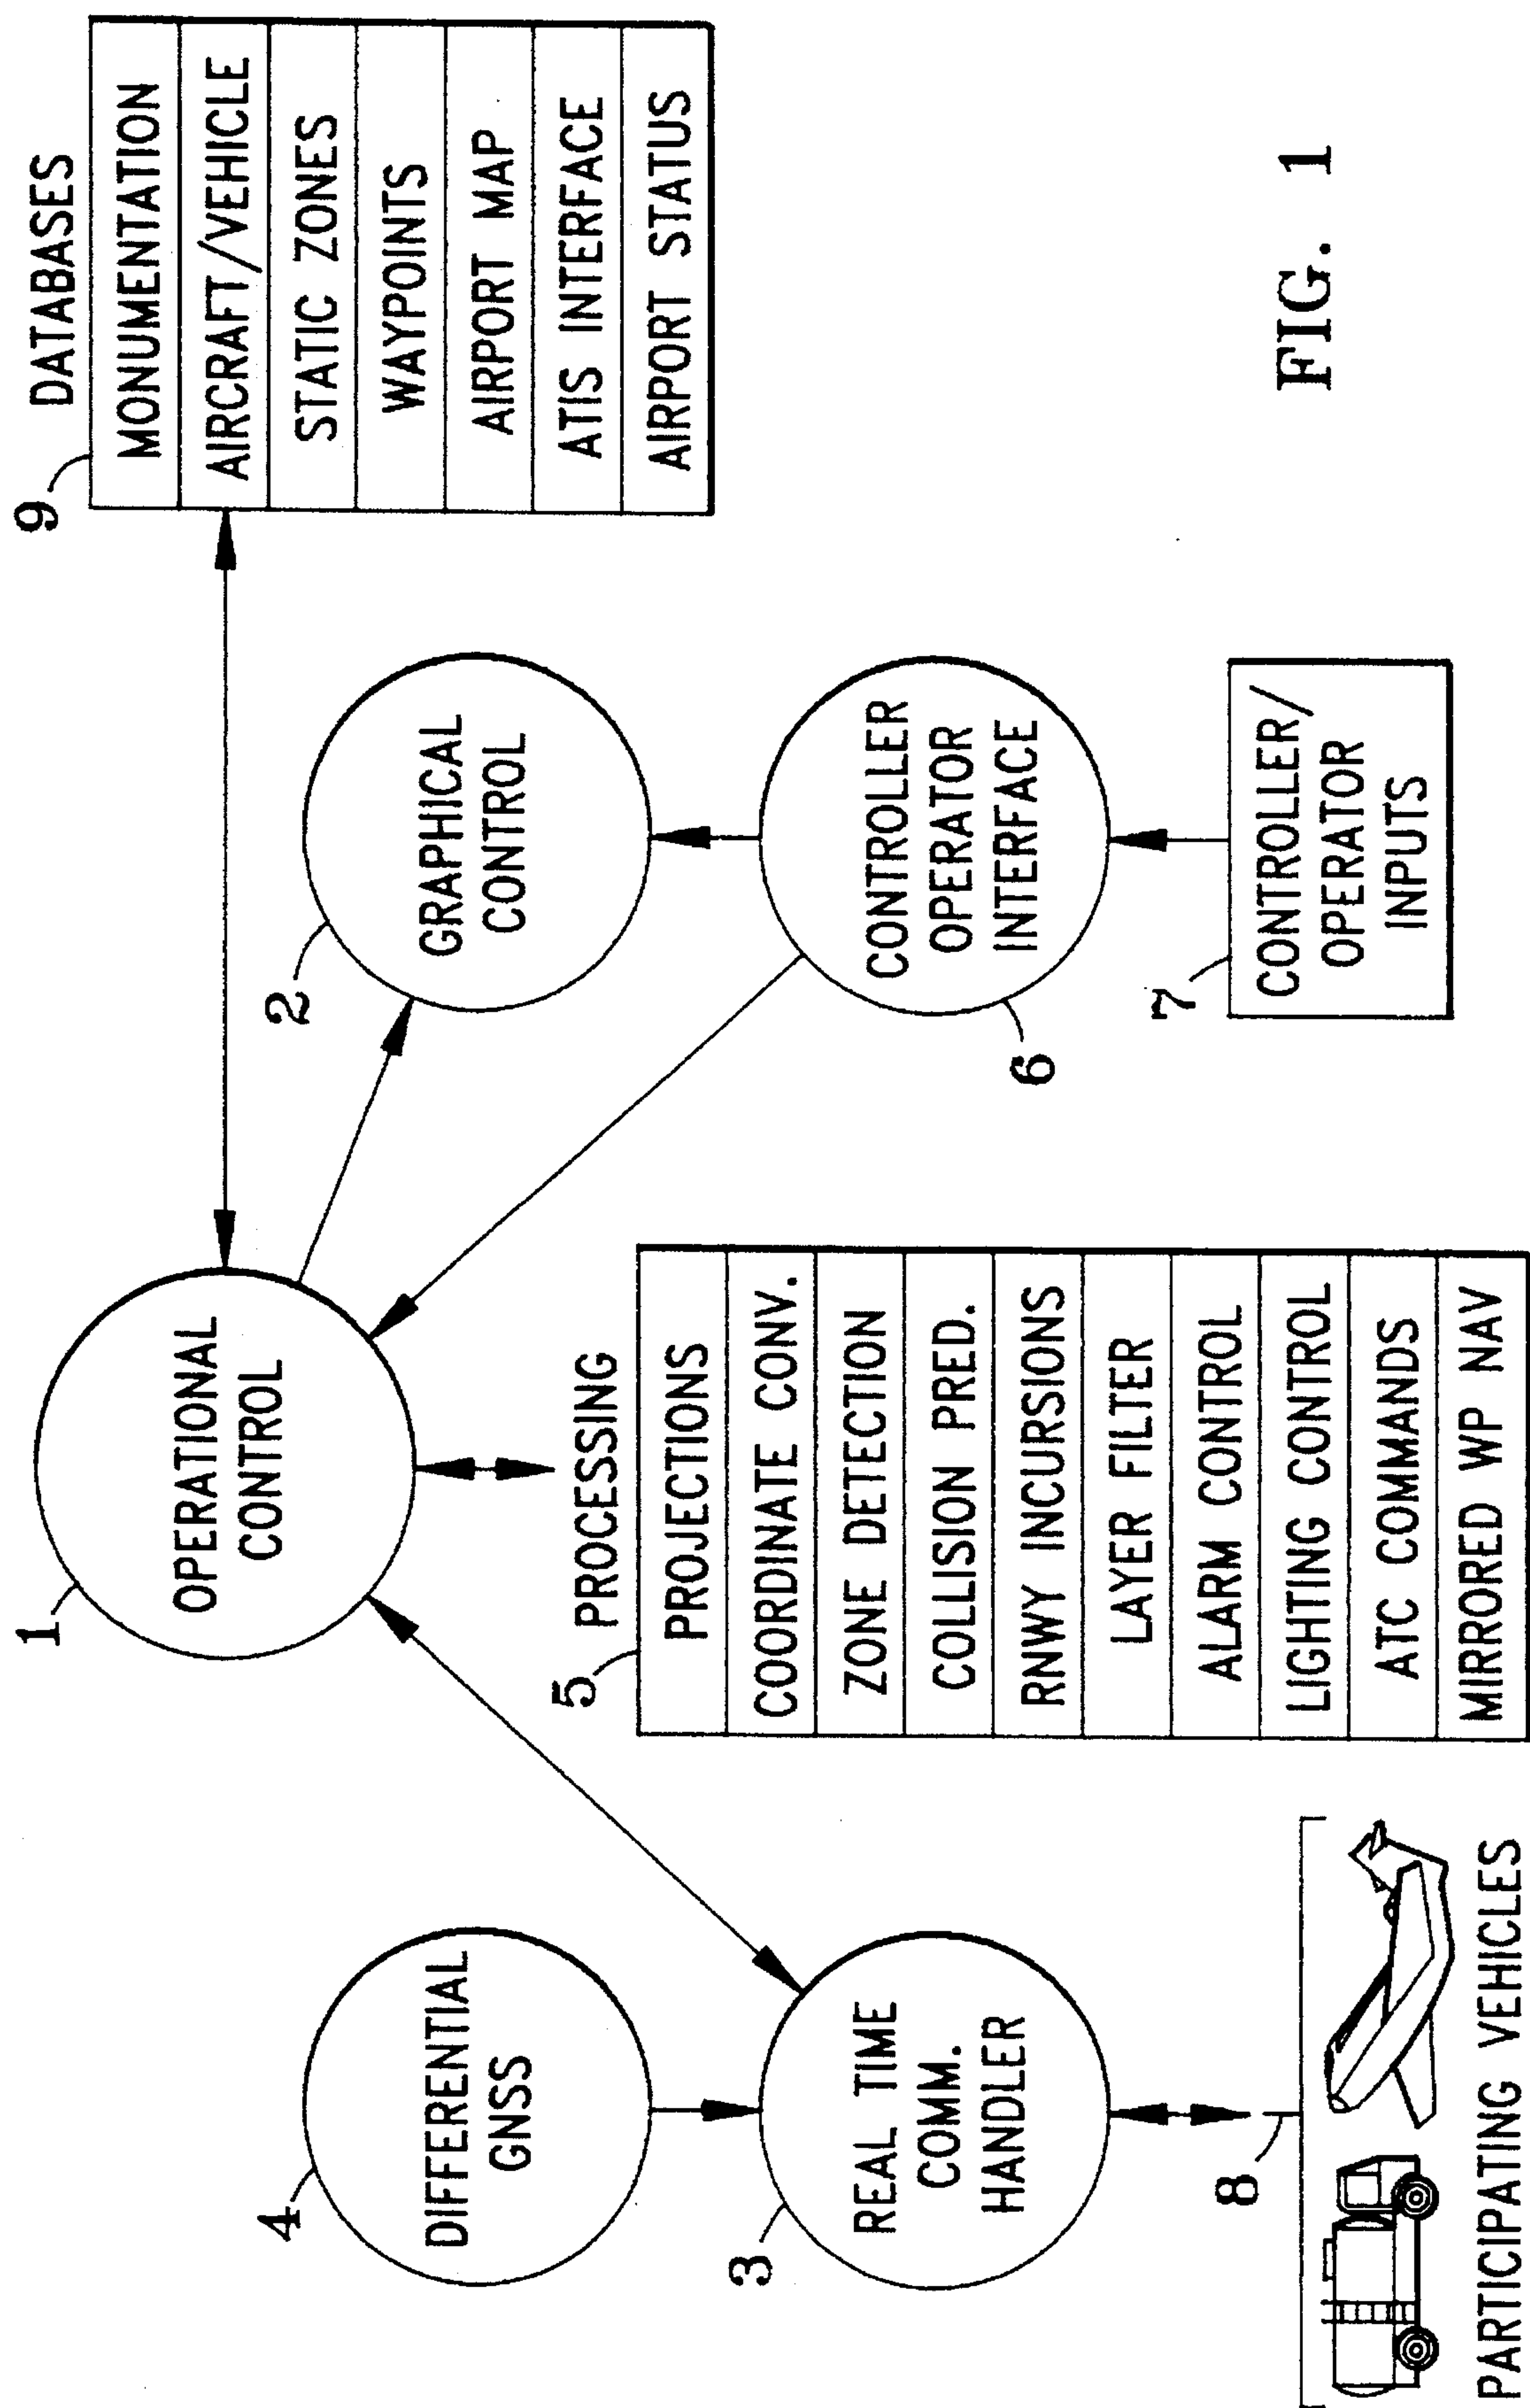 1
OPERATIONAL
CONTROL
DATABASES
9
MONUMENTATION
AIRCRAFT/VEHICLE
STATIC ZONES
WAYPOINTS
AIRPORT MAP
ATIS INTERFACE
AIRPORT STATUS
4
DIFFERENTIAL
GNSS
2
GRAPHICAL
CONTROL
3
REAL TIME
COMM.
HANDLER
PROCESSING
5
PROJECTIONS
COORDINATE CONV.
ZONE DETECTION
COLLISION PRED.
RNWY INCURSIONS
LAYER FILTER
ALARM CONTROL
LIGHTING CONTROL
ATC COMMANDS
MIRRORED WP NAV
6
CONTROLLER
OPERATOR
INTERFACE
7
CONTROLLER/
OPERATOR
INPUTS
8
PARTICIPATING VEHICLES
FIG. 1